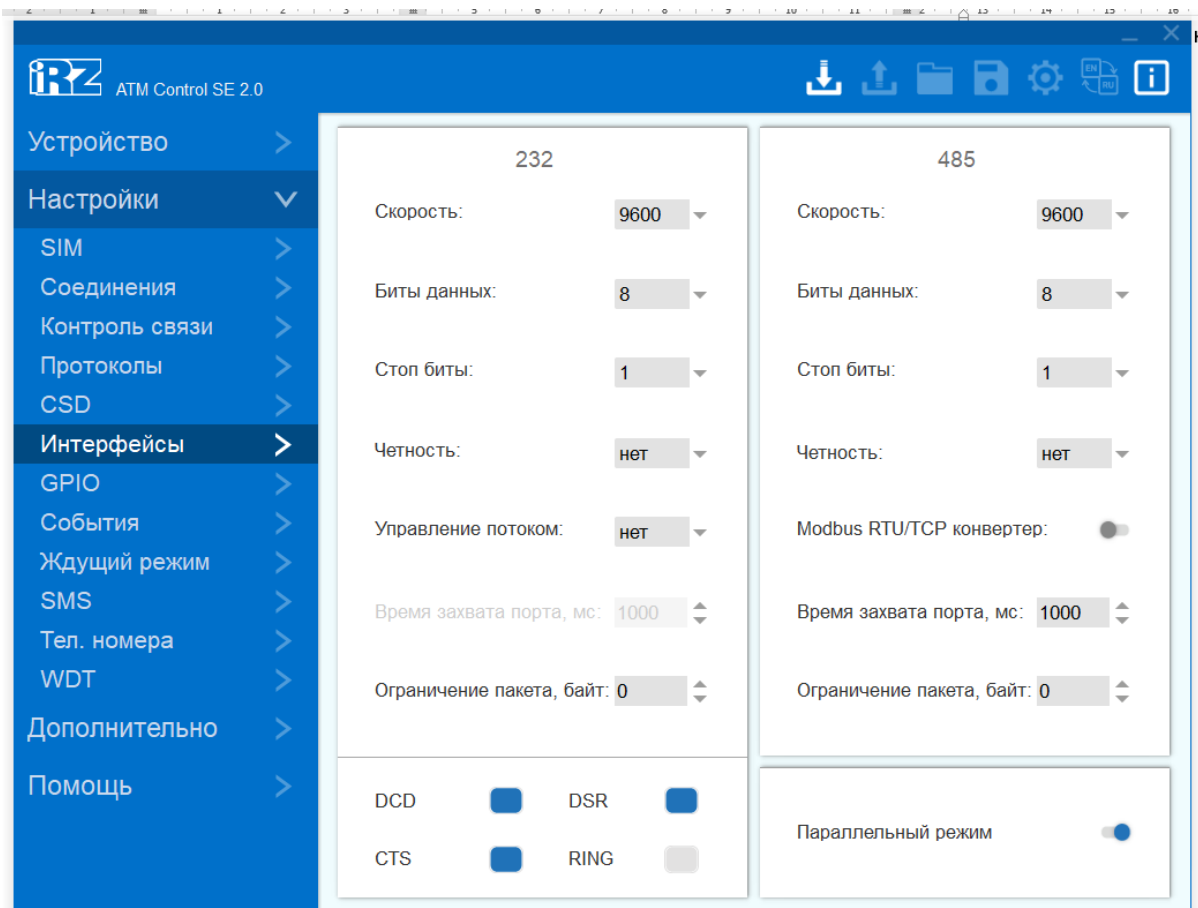 iRZ ATM Control SE 2.0
EN
RU
i
Устройство
Настройки
SIM
Соединения
Контроль связи
Протоколы
CSD
Интерфейсы
GPIO
События
Ждущий режим
SMS
Тел. номера
WDT
Дополнительно
Помощь
232
Скорость: 9600
Биты данных: 8
Стоп биты: 1
Четность: нет
Управление потоком: нет
Время захвата порта, мс: 1000
Ограничение пакета, байт: 0
DCD DSR
CTS RING
485
Скорость: 9600
Биты данных: 8
Стоп биты: 1
Четность: нет
Modbus RTU/TCP конвертер:
Время захвата порта, мс: 1000
Ограничение пакета, байт: 0
Параллельный режим